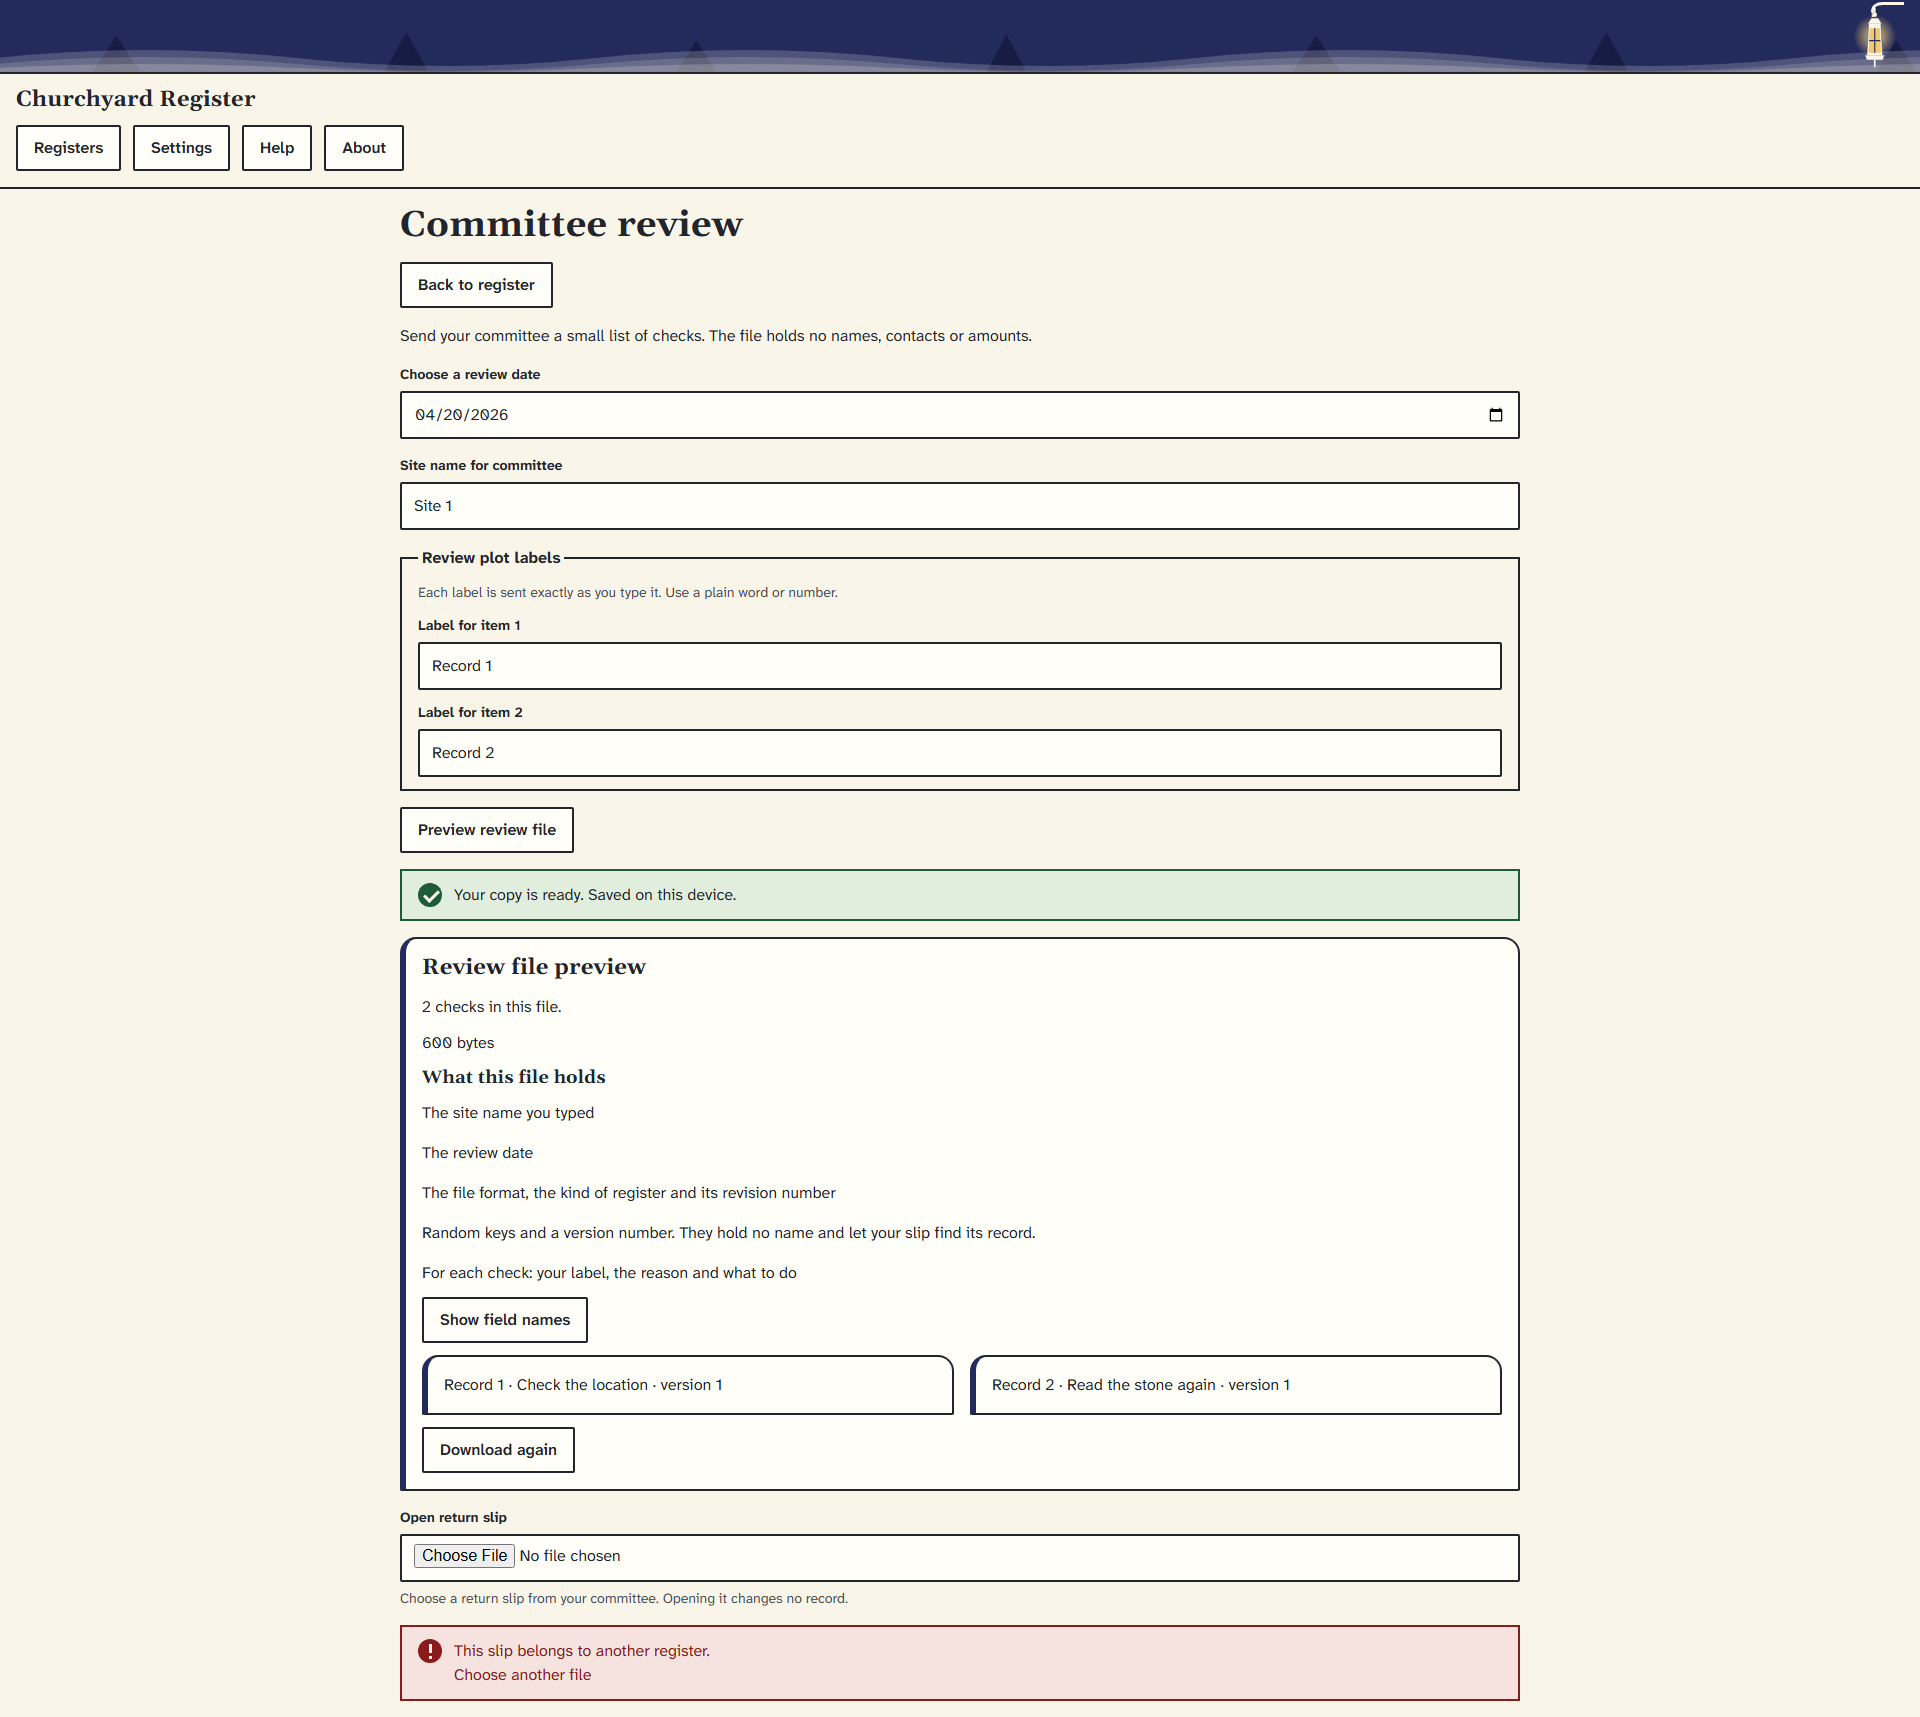 Churchyard Register
Registers
Settings
Help
About
Committee review
Back to register
Send your committee a small list of checks. The file holds no names, contacts or amounts.
Choose a review date
04/20/2026
Site name for committee
Site 1
Review plot labels
Each label is sent exactly as you type it. Use a plain word or number.
Label for item 1
Record 1
Label for item 2
Record 2
Preview review file
Your copy is ready. Saved on this device.
Review file preview
2 checks in this file.
600 bytes
What this file holds
The site name you typed
The review date
The file format, the kind of register and its revision number
Random keys and a version number. They hold no name and let your slip find its record.
For each check: your label, the reason and what to do
Show field names
Record 1 · Check the location · version 1
Record 2 · Read the stone again · version 1
Download again
Open return slip
Choose File No file chosen
Choose a return slip from your committee. Opening it changes no record.
This slip belongs to another register.
Choose another file